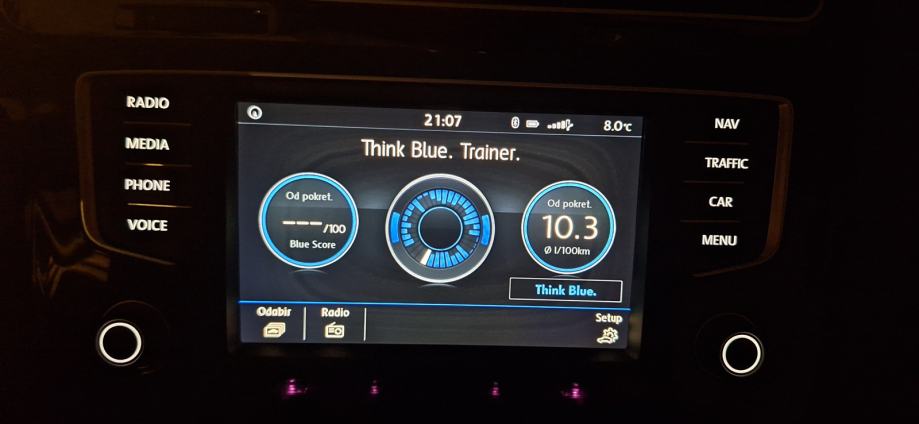 RADIO
MEDIA
PHONE
VOICE
21:07
8.0°C
Think Blue. Trainer.
Od pokret.
---/100
Blue Score
Od pokret.
10.3
Ø l/100km
Think Blue.
Odabir
Radio
Setup
NAV
TRAFFIC
CAR
MENU